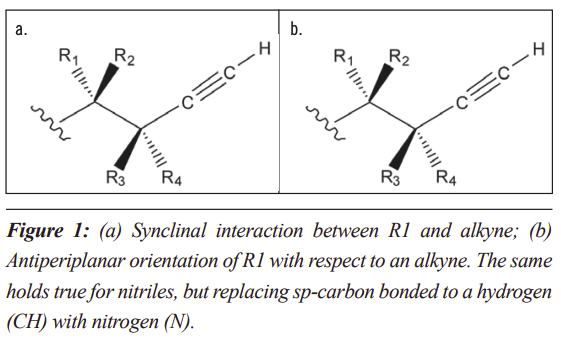 a.
b.
R1 R2
H
C
C
R3 R4
R1 R2
H
C
C
R3 R4
Figure 1: (a) Synclinal interaction between R1 and alkyne; (b)
Antiperiplanar orientation of R1 with respect to an alkyne. The same
holds true for nitriles, but replacing sp-carbon bonded to a hydrogen
(CH) with nitrogen (N).